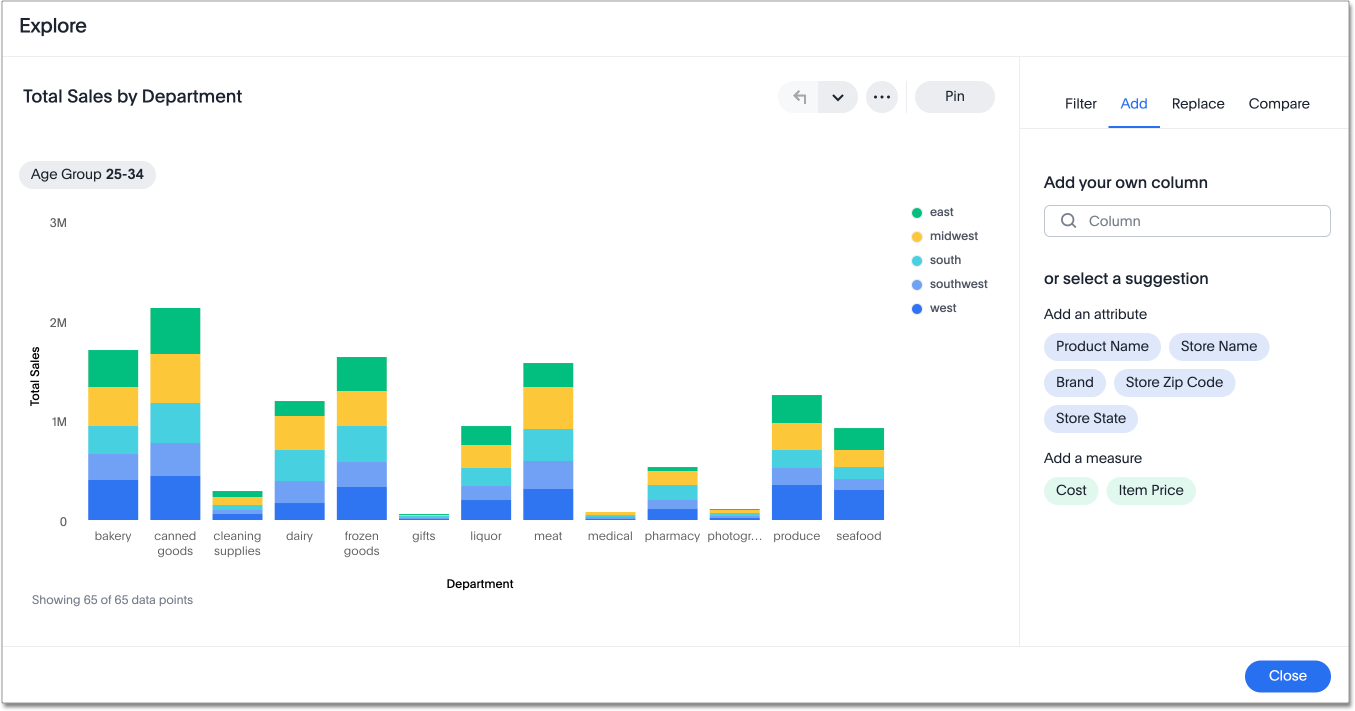 Explore
Total Sales by Department
Pin
Age Group 25-34
3M
2M
1M
0
Total Sales
east
midwest
south
southwest
west
bakery
canned goods
cleaning supplies
dairy
frozen goods
gifts
liquor
meat
medical
pharmacy
photogr...
produce
seafood
Department
Showing 65 of 65 data points
Filter Add Replace Compare
Add your own column
Column
or select a suggestion
Add an attribute
Product Name Store Name
Brand Store Zip Code
Store State
Add a measure
Cost Item Price
Close